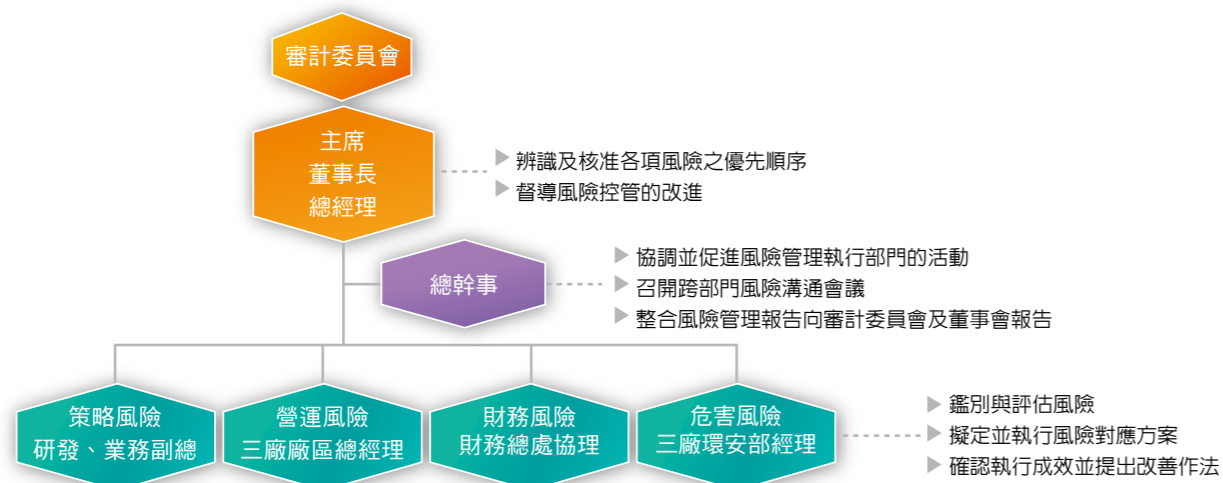 審計委員會
主席
董事長
總經理
辨識及核准各項風險之優先順序
督導風險控管的改進
總幹事
協調並促進風險管理執行部門的活動
召開跨部門風險溝通會議
整合風險管理報告向審計委員會及董事會報告
策略風險
研發、業務副總
營運風險
三廠廠區總經理
財務風險
財務總處協理
危害風險
三廠環安部經理
鑑別與評估風險
擬定並執行風險對應方案
確認執行成效並提出改善作法